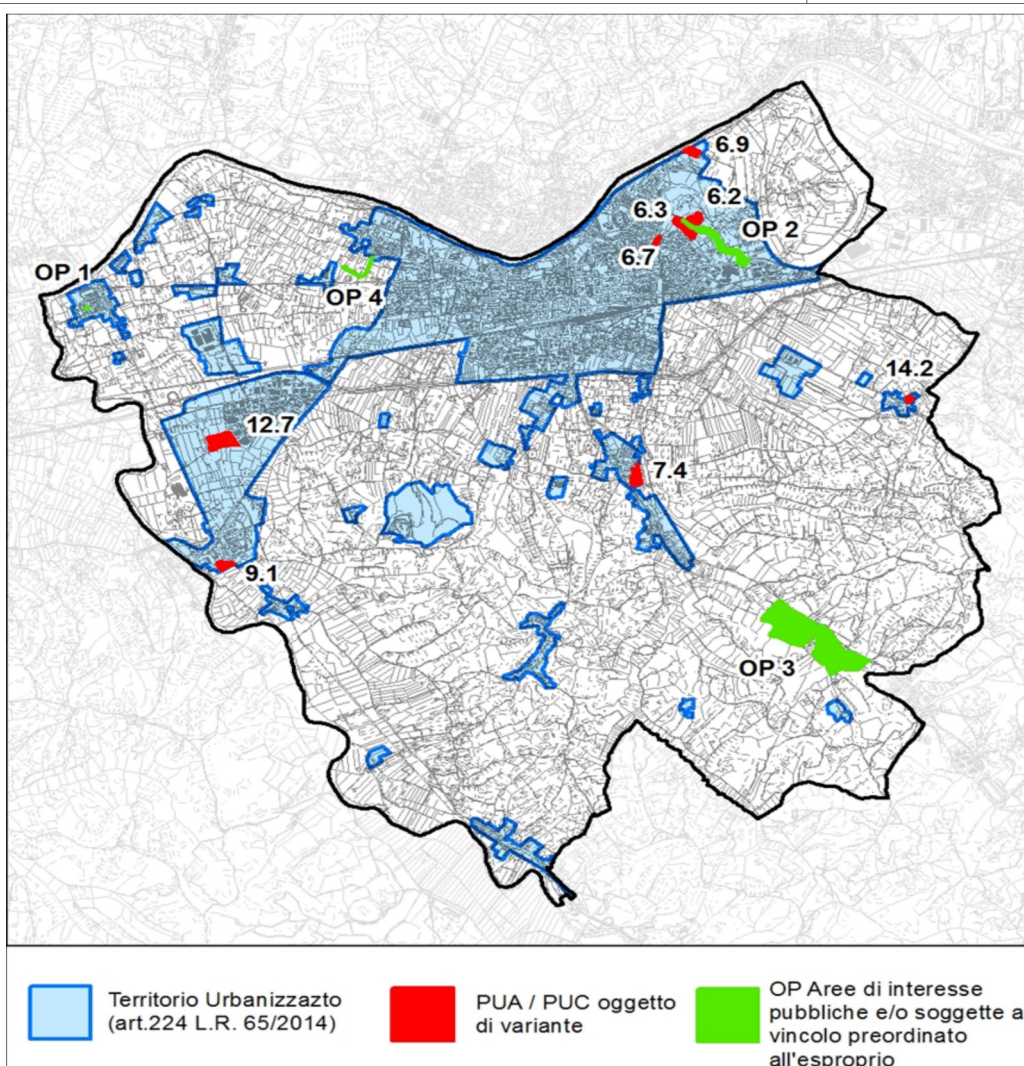 6.9
6.2
6.3
OP 2
6.7
OP 1
OP 4
14.2
12.7
7.4
9.1
OP 3
Territorio Urbanizzazto
(art.224 L.R. 65/2014)
PUA / PUC oggetto
di variante
OP Aree di interesse
pubbliche e/o soggette a
vincolo preordinato
all'esproprio